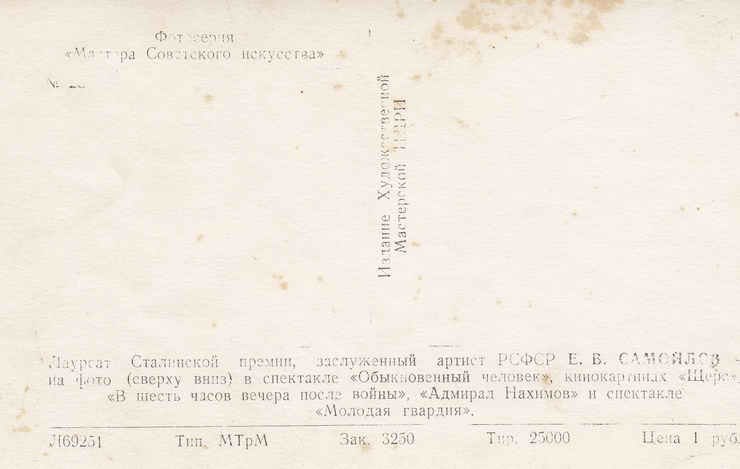 Фотосерия
«Мастера Советского искусства»
№
Издание Художественной
Мастерской ЦДРИ
Лауреат Сталинской премии, заслуженный артист РСФСР Е. В. САМОЙЛОВ –
на фото (сверху вниз) в спектакле «Обыкновенный человек», кинокартинах «Щорс»,
«В шесть часов вечера после войны», «Адмирал Нахимов» и спектакле
«Молодая гвардия».
Л69251 Тип. МТрМ Зак. 3250 Тир. 25000 Цена 1 руб.